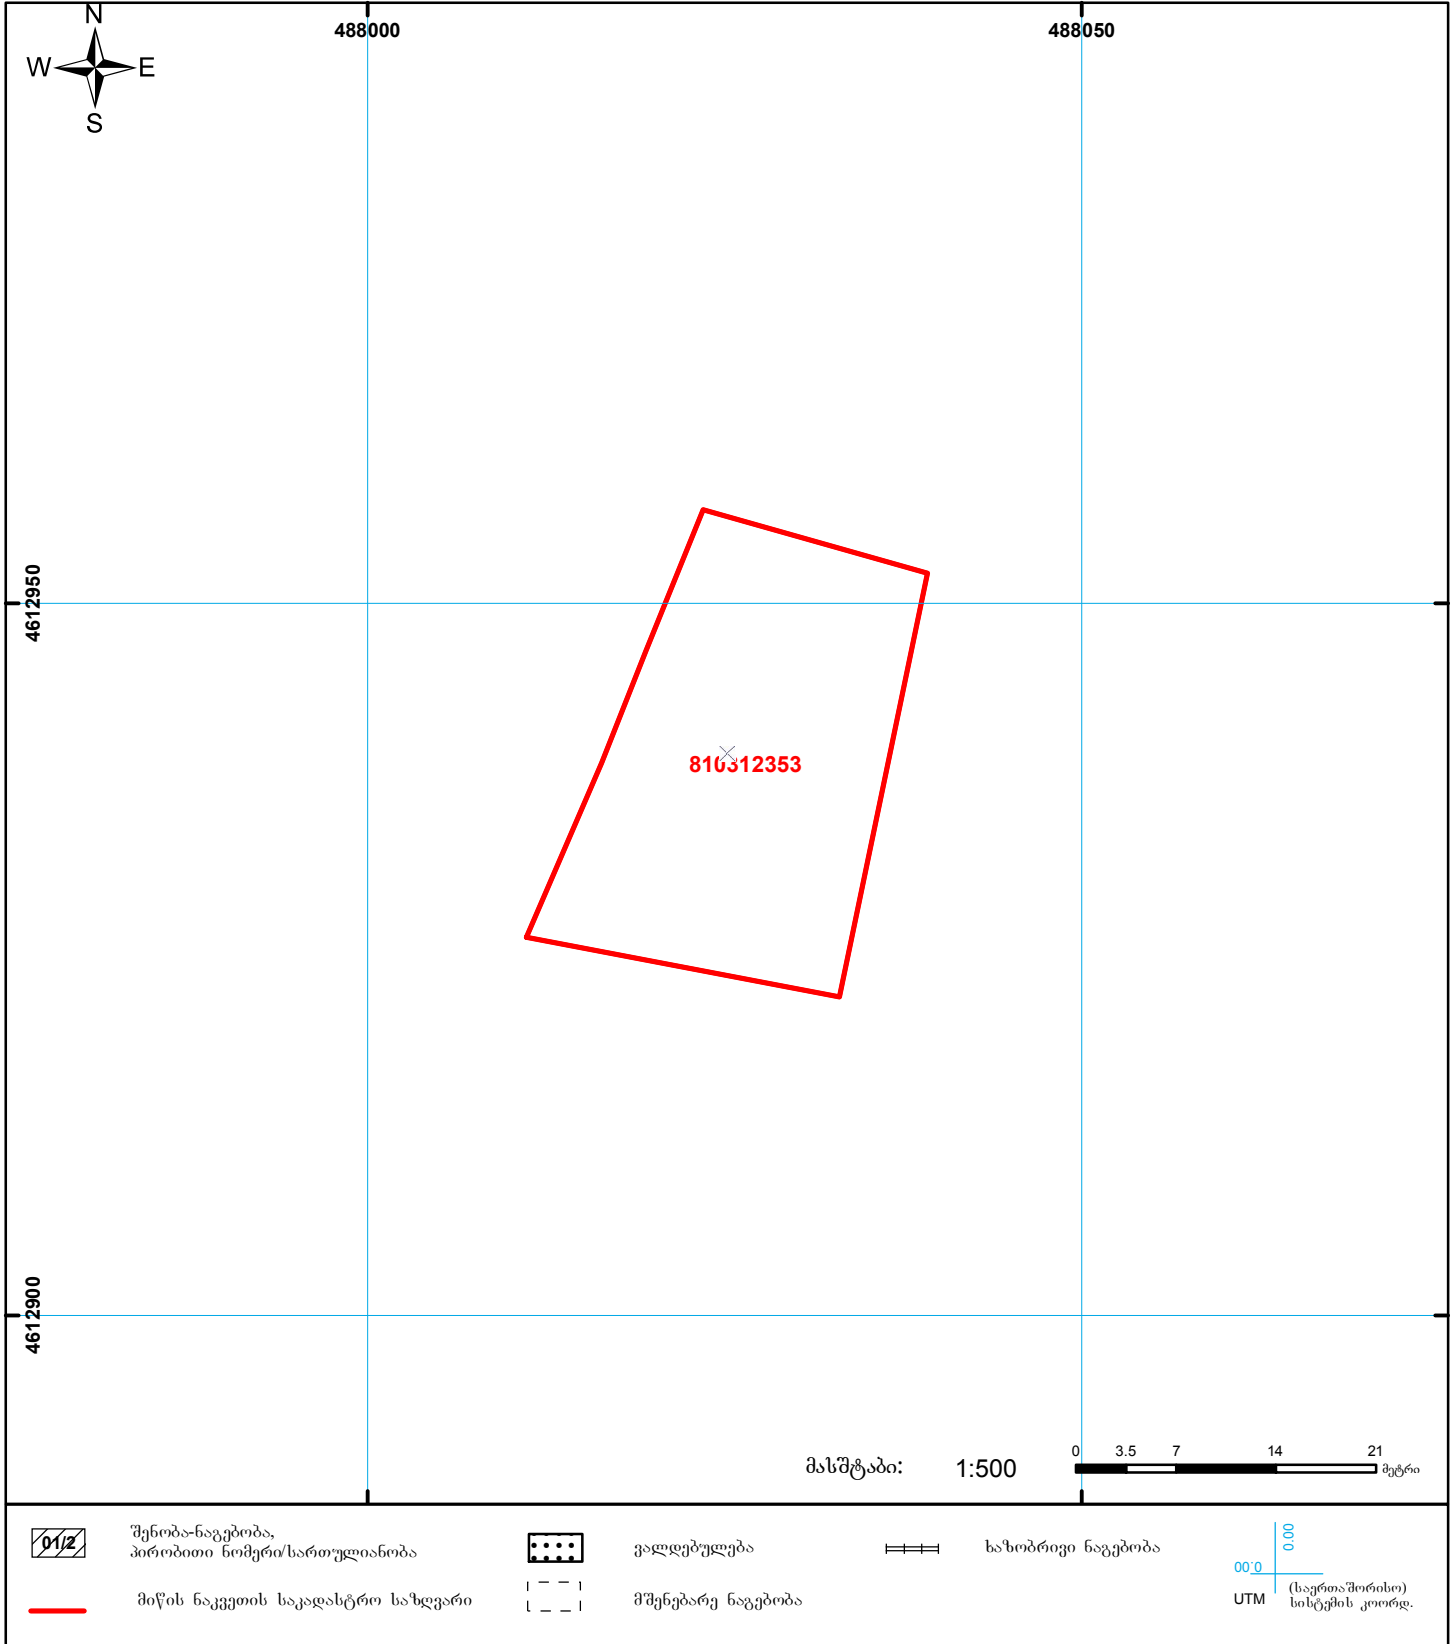 N
W E
S
488000
488050
4612950
810312353
4612900
მასშტაბი: 1:500
0 3.5 7 14 21
მეტრი
01/2
შენობა-ნაგებობა,
პირობითი ნომერი/სართულიანობა
ვალდებულება
ხაზობრივი ნაგებობა
მიწის ნაკვეთის საკადასტრო საზღვარი
მშენებარე ნაგებობა
00.0
00.0
UTM
(საერთაშორისო)
სისტემის კოორდ.